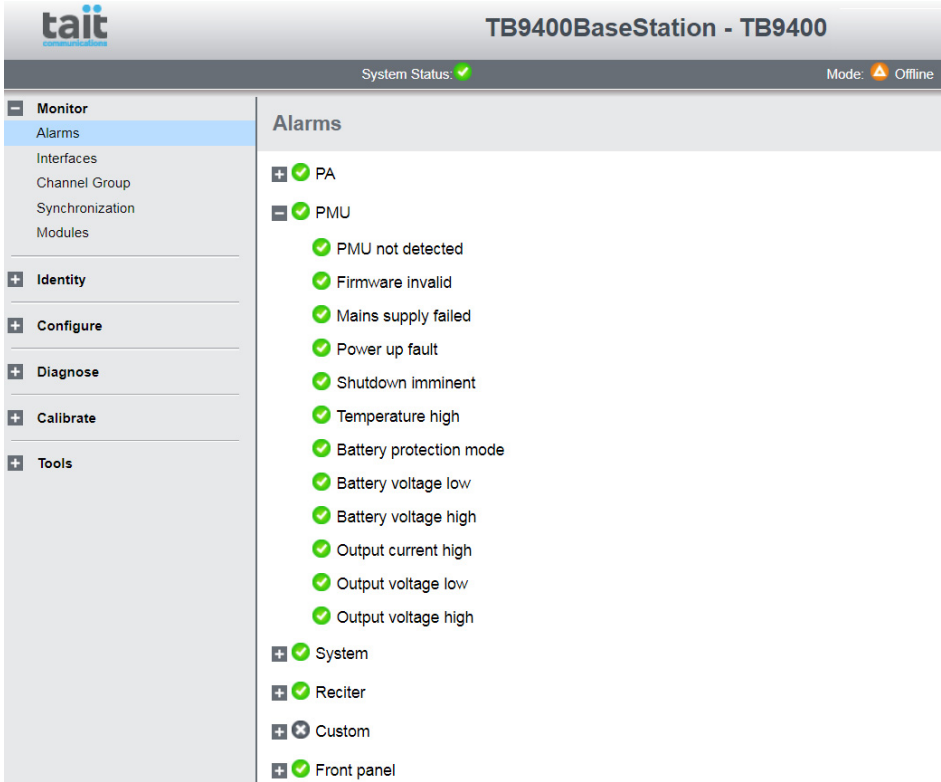 tait
communications
TB9400BaseStation - TB9400
System Status:
Mode: Offline
Monitor
Alarms
Interfaces
Channel Group
Synchronization
Modules
Identity
Configure
Diagnose
Calibrate
Tools
Alarms
PA
PMU
PMU not detected
Firmware invalid
Mains supply failed
Power up fault
Shutdown imminent
Temperature high
Battery protection mode
Battery voltage low
Battery voltage high
Output current high
Output voltage low
Output voltage high
System
Reciter
Custom
Front panel